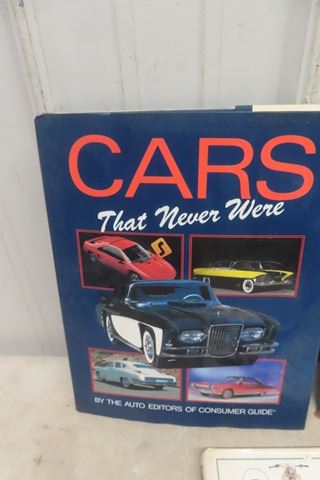 CARS
That Never Were
BY THE AUTO EDITORS OF CONSUMER GUIDE®